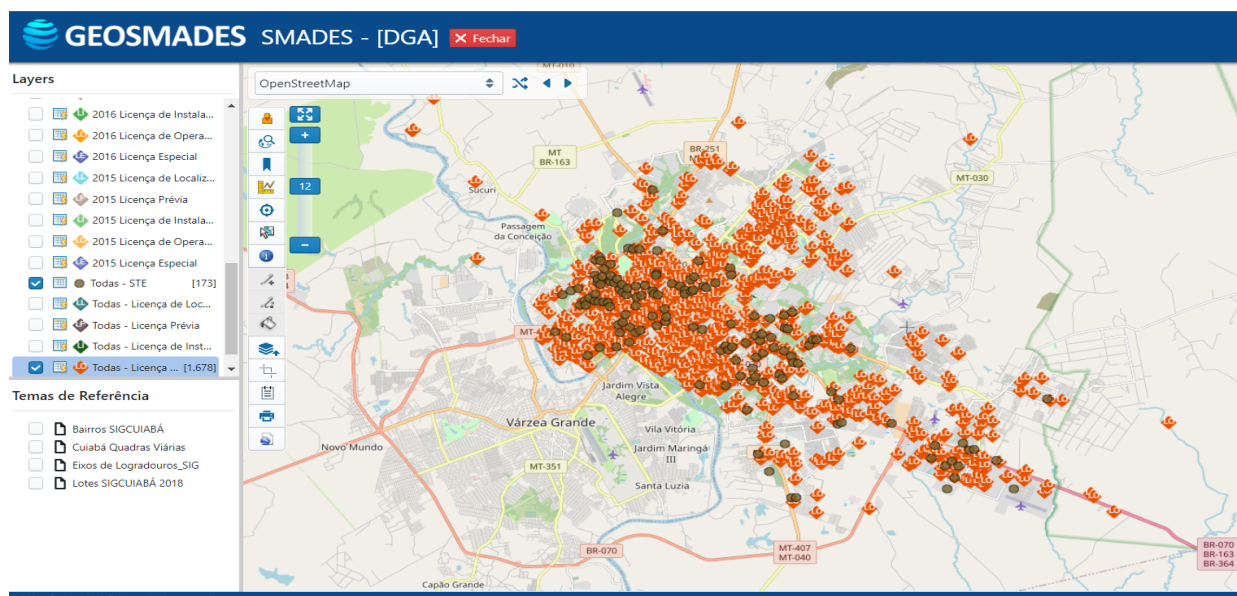 GEOSMADES SMADES - [DGA] Fechar
Layers
2016 Licença de Instala...
2016 Licença de Opera...
2016 Licença Especial
2015 Licença de Localiz...
2015 Licença Prévia
2015 Licença de Instala...
2015 Licença de Opera...
2015 Licença Especial
Todas - STE [173]
Todas - Licença de Loc...
Todas - Licença Prévia
Todas - Licença de Inst...
Todas - Licença ... [1.678]
Temas de Referência
Bairros SIGCUIABÁ
Cuiabá Quadras Viárias
Eixos de Logradouros_SIG
Lotes SIGCUIABÁ 2018
OpenStreetMap
+
12
−
MT-010
MT
BR-163
BR-251
MT-030
Sucuri
Passagem
da Conceição
Jardim Vista
Alegre
Várzea Grande
Vila Vitória
Novo Mundo
Jardim Maringá
III
MT-351
Santa Luzia
BR-070
MT-407
MT-040
BR-070
BR-163
BR-364
Capão Grande